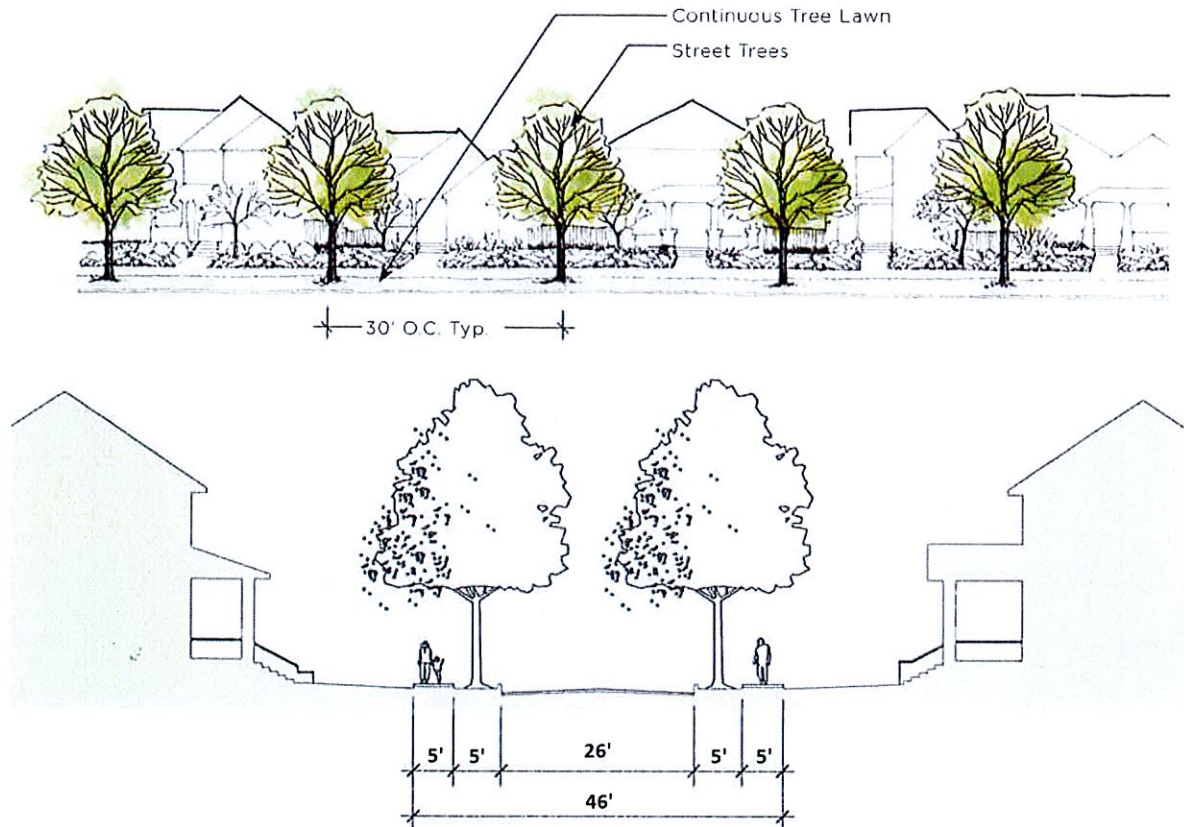 Continuous Tree Lawn
Street Trees
30' O.C. Typ.
5' 5' 26' 5' 5'
46'